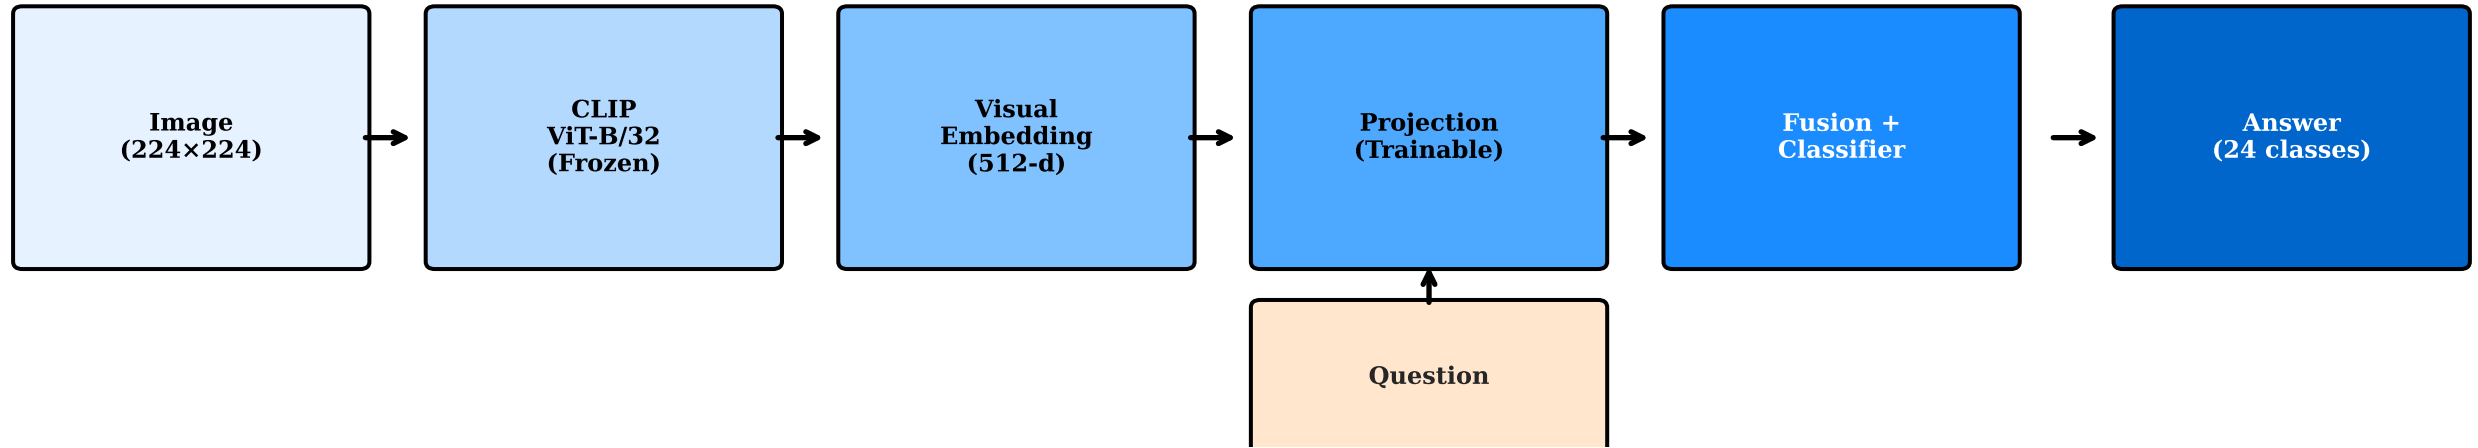 Image
(224×224)
CLIP
ViT-B/32
(Frozen)
Visual
Embedding
(512-d)
Projection
(Trainable)
Fusion +
Classifier
Answer
(24 classes)
Question